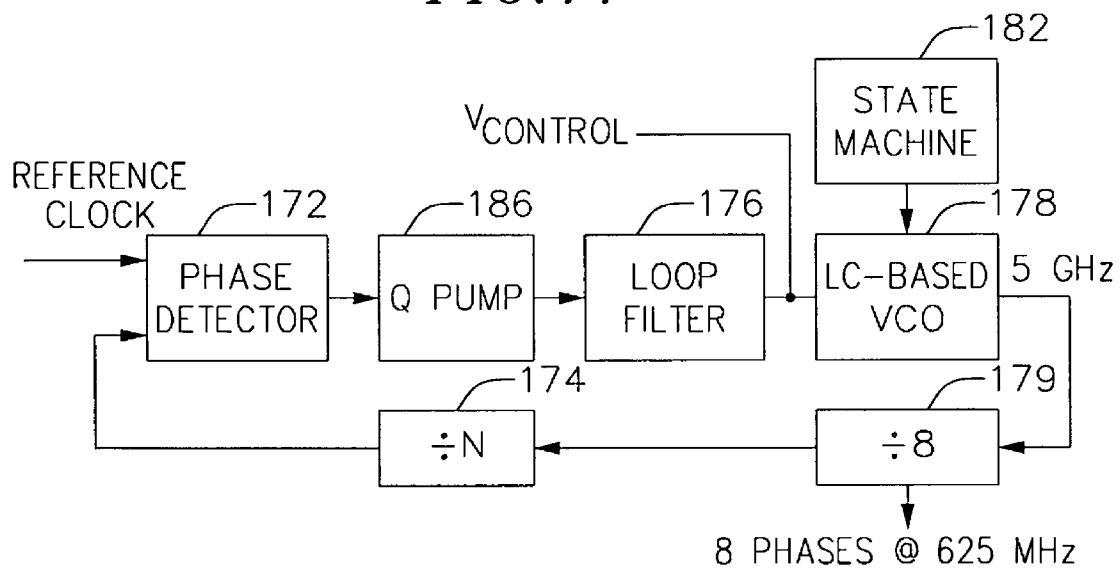 182
STATE
MACHINE
VCONTROL
REFERENCE
CLOCK
172
186
176
178
PHASE
DETECTOR
Q PUMP
LOOP
FILTER
LC-BASED
VCO
5 GHz
174
179
÷N
÷8
8 PHASES @ 625 MHz